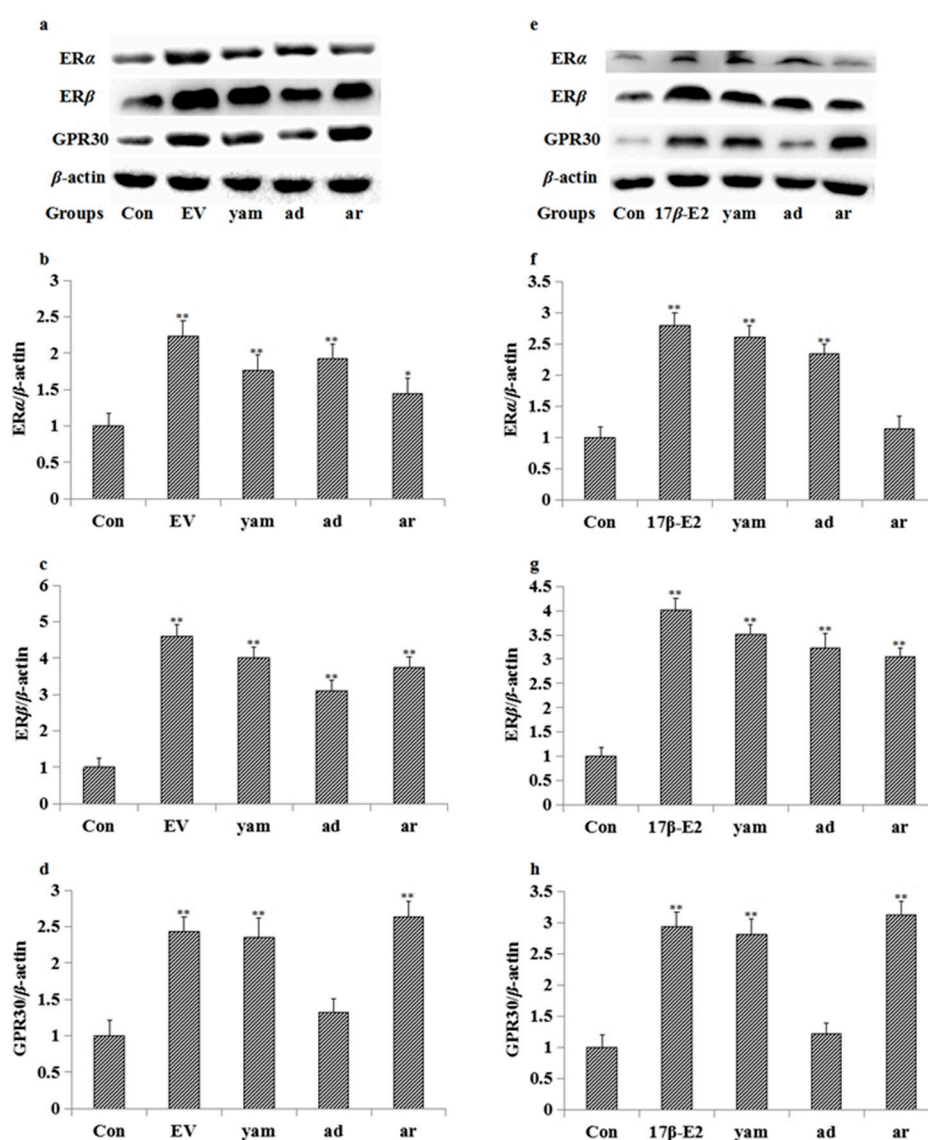 a
ERα
ERβ
GPR30
β-actin
Groups Con EV yam ad ar
e
ERα
ERβ
GPR30
β-actin
Groups Con 17β-E2 yam ad ar
b
ERα/β-actin
3
2.5
2
1.5
1
0.5
0
** ** ** *
Con EV yam ad ar
f
ERα/β-actin
3.5
3
2.5
2
1.5
1
0.5
0
** ** **
Con 17β-E2 yam ad ar
c
ERβ/β-actin
6
5
4
3
2
1
0
** ** ** **
Con EV yam ad ar
g
ERβ/β-actin
4.5
4
3.5
3
2.5
2
1.5
1
0.5
0
** ** ** **
Con 17β-E2 yam ad ar
d
GPR30/β-actin
3
2.5
2
1.5
1
0.5
0
** ** **
Con EV yam ad ar
h
GPR30/β-actin
3.5
3
2.5
2
1.5
1
0.5
0
** ** **
Con 17β-E2 yam ad ar